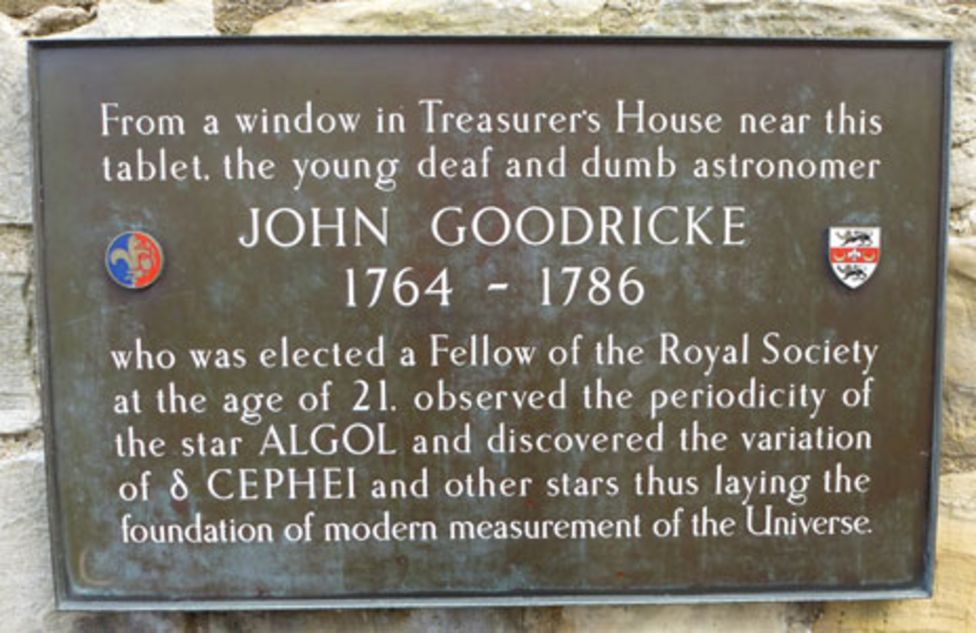 From a window in Treasurer's House near this
tablet, the young deaf and dumb astronomer
JOHN GOODRICKE
1764 - 1786
who was elected a Fellow of the Royal Society
at the age of 21, observed the periodicity of
the star ALGOL and discovered the variation
of δ CEPHEI and other stars thus laying the
foundation of modern measurement of the Universe.